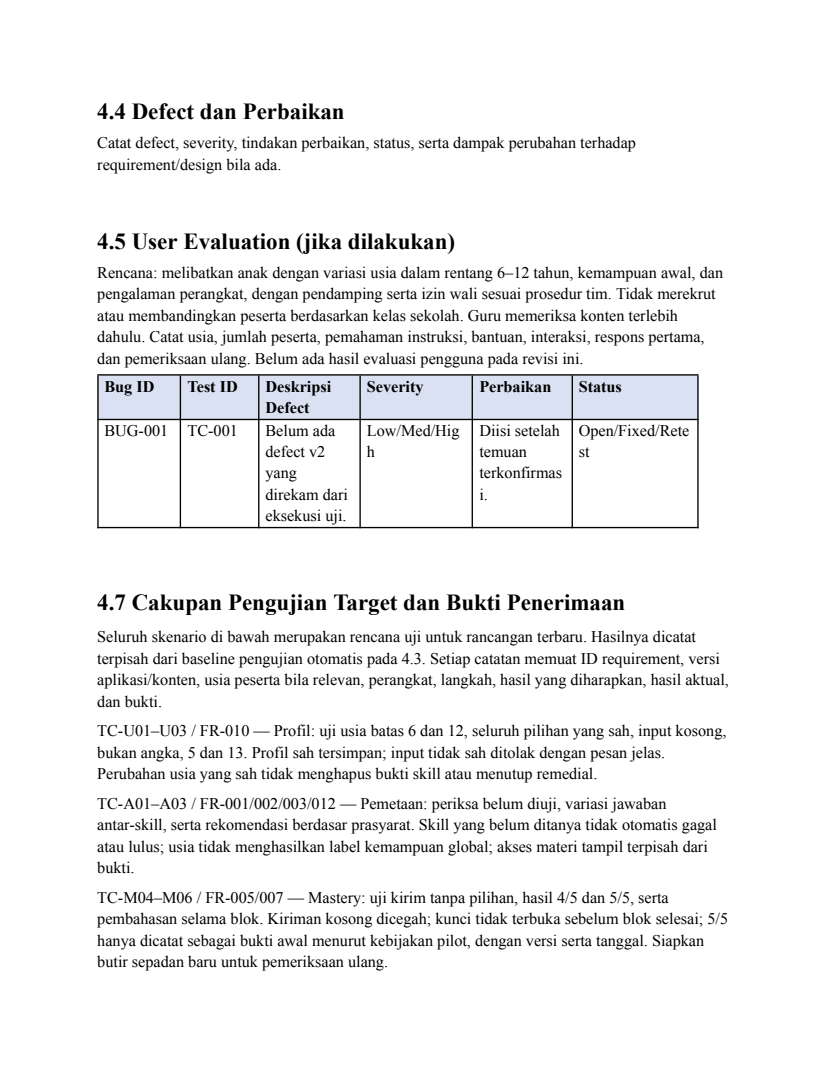 4.4 Defect dan Perbaikan
Catat defect, severity, tindakan perbaikan, status, serta dampak perubahan terhadap
requirement/design bila ada.
4.5 User Evaluation (jika dilakukan)
Rencana: melibatkan anak dengan variasi usia dalam rentang 6–12 tahun, kemampuan awal, dan
pengalaman perangkat, dengan pendamping serta izin wali sesuai prosedur tim. Tidak merekrut
atau membandingkan peserta berdasarkan kelas sekolah. Guru memeriksa konten terlebih
dahulu. Catat usia, jumlah peserta, pemahaman instruksi, bantuan, interaksi, respons pertama,
dan pemeriksaan ulang. Belum ada hasil evaluasi pengguna pada revisi ini.
Bug ID
Test ID
Deskripsi
Defect
Severity
Perbaikan
Status
BUG-001
TC-001
Belum ada
defect v2
yang
direkam dari
eksekusi uji.
Low/Med/Hig
h
Diisi setelah
temuan
terkonfirmas
i.
Open/Fixed/Rete
st
4.7 Cakupan Pengujian Target dan Bukti Penerimaan
Seluruh skenario di bawah merupakan rencana uji untuk rancangan terbaru. Hasilnya dicatat
terpisah dari baseline pengujian otomatis pada 4.3. Setiap catatan memuat ID requirement, versi
aplikasi/konten, usia peserta bila relevan, perangkat, langkah, hasil yang diharapkan, hasil aktual,
dan bukti.
TC-U01–U03 / FR-010 — Profil: uji usia batas 6 dan 12, seluruh pilihan yang sah, input kosong,
bukan angka, 5 dan 13. Profil sah tersimpan; input tidak sah ditolak dengan pesan jelas.
Perubahan usia yang sah tidak menghapus bukti skill atau menutup remedial.
TC-A01–A03 / FR-001/002/003/012 — Pemetaan: periksa belum diuji, variasi jawaban
antar-skill, serta rekomendasi berdasar prasyarat. Skill yang belum ditanya tidak otomatis gagal
atau lulus; usia tidak menghasilkan label kemampuan global; akses materi tampil terpisah dari
bukti.
TC-M04–M06 / FR-005/007 — Mastery: uji kirim tanpa pilihan, hasil 4/5 dan 5/5, serta
pembahasan selama blok. Kiriman kosong dicegah; kunci tidak terbuka sebelum blok selesai; 5/5
hanya dicatat sebagai bukti awal menurut kebijakan pilot, dengan versi serta tanggal. Siapkan
butir sepadan baru untuk pemeriksaan ulang.